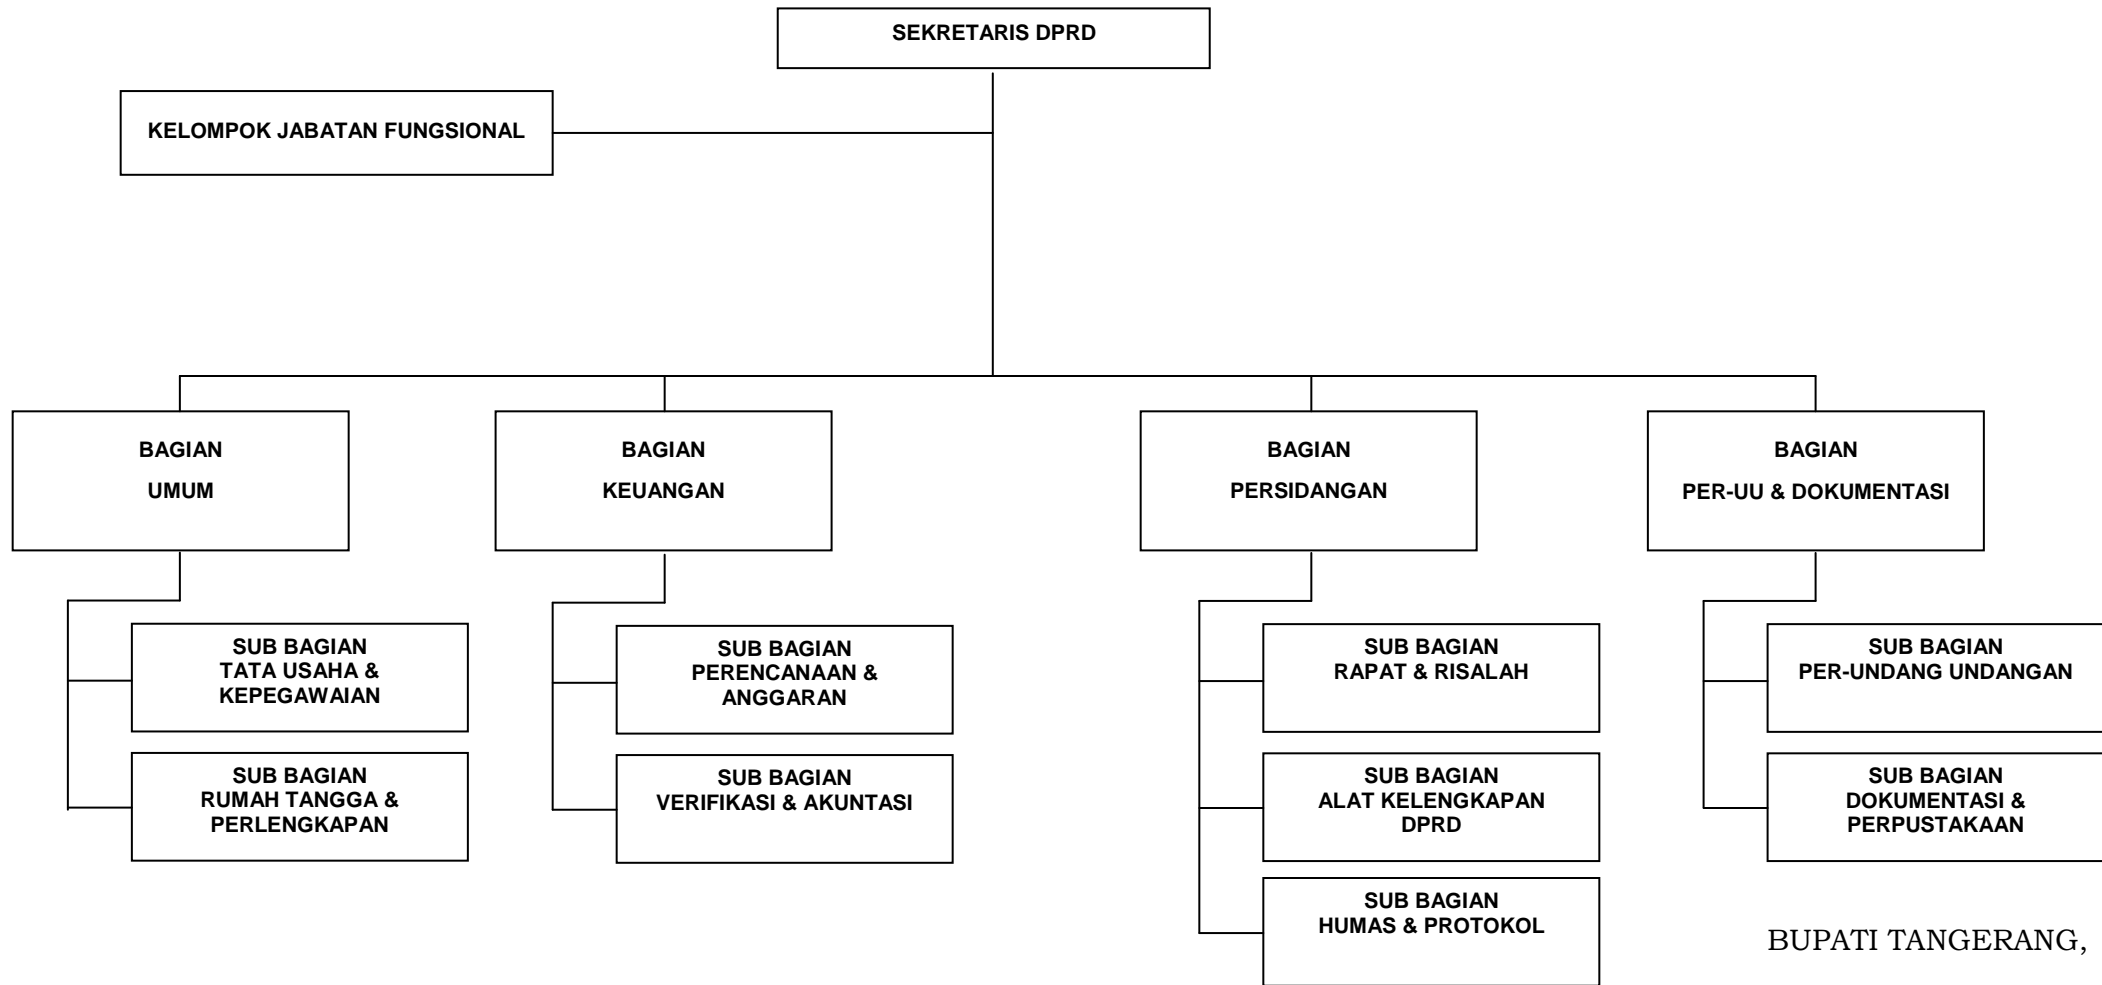 SEKRETARIS DPRD
KELOMPOK JABATAN FUNGSIONAL
BAGIAN
UMUM
BAGIAN
KEUANGAN
BAGIAN
PERSIDANGAN
BAGIAN
PER-UU & DOKUMENTASI
SUB BAGIAN
TATA USAHA &
KEPEGAWAIAN
SUB BAGIAN
PERENCANAAN &
ANGGARAN
SUB BAGIAN
RAPAT & RISALAH
SUB BAGIAN
PER-UNDANG UNDANGAN
SUB BAGIAN
RUMAH TANGGA &
PERLENGKAPAN
SUB BAGIAN
VERIFIKASI & AKUNTASI
SUB BAGIAN
ALAT KELENGKAPAN
DPRD
SUB BAGIAN
DOKUMENTASI &
PERPUSTAKAAN
SUB BAGIAN
HUMAS & PROTOKOL
BUPATI TANGERANG,